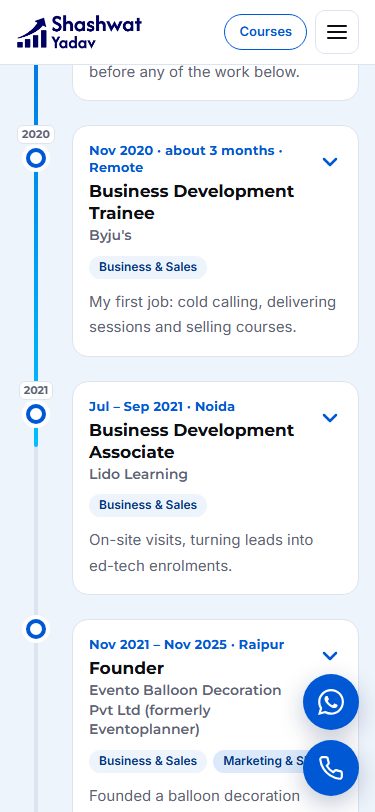 Shashwat
Yadav
Courses
before any of the work below.
2020
Nov 2020 · about 3 months ·
Remote
Business Development
Trainee
Byju's
Business & Sales
My first job: cold calling, delivering
sessions and selling courses.
2021
Jul – Sep 2021 · Noida
Business Development
Associate
Lido Learning
Business & Sales
On-site visits, turning leads into
ed-tech enrolments.
Nov 2021 – Nov 2025 · Raipur
Founder
Evento Balloon Decoration
Pvt Ltd (formerly
Eventoplanner)
Business & Sales
Marketing & S
Founded a balloon decoration